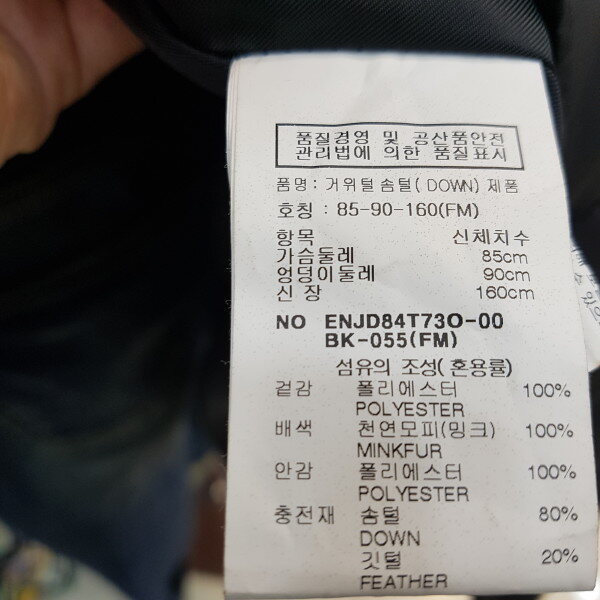 품질경영 및 공산품안전
관리법에 의한 품질표시
품명: 거위털 솜털( DOWN) 제품
호칭 : 85-90-160(FM)
항목 신체치수
가슴둘레 85cm
엉덩이둘레 90cm
신 장 160cm
NO ENJD84T73O-00
BK-055(FM)
섬유의 조성( 혼용률)
겉감 폴리에스터 100%
POLYESTER
배색 천연모피(밍크) 100%
MINKFUR
안감 폴리에스터 100%
POLYESTER
충전재 솜털 80%
DOWN
깃털 20%
FEATHER